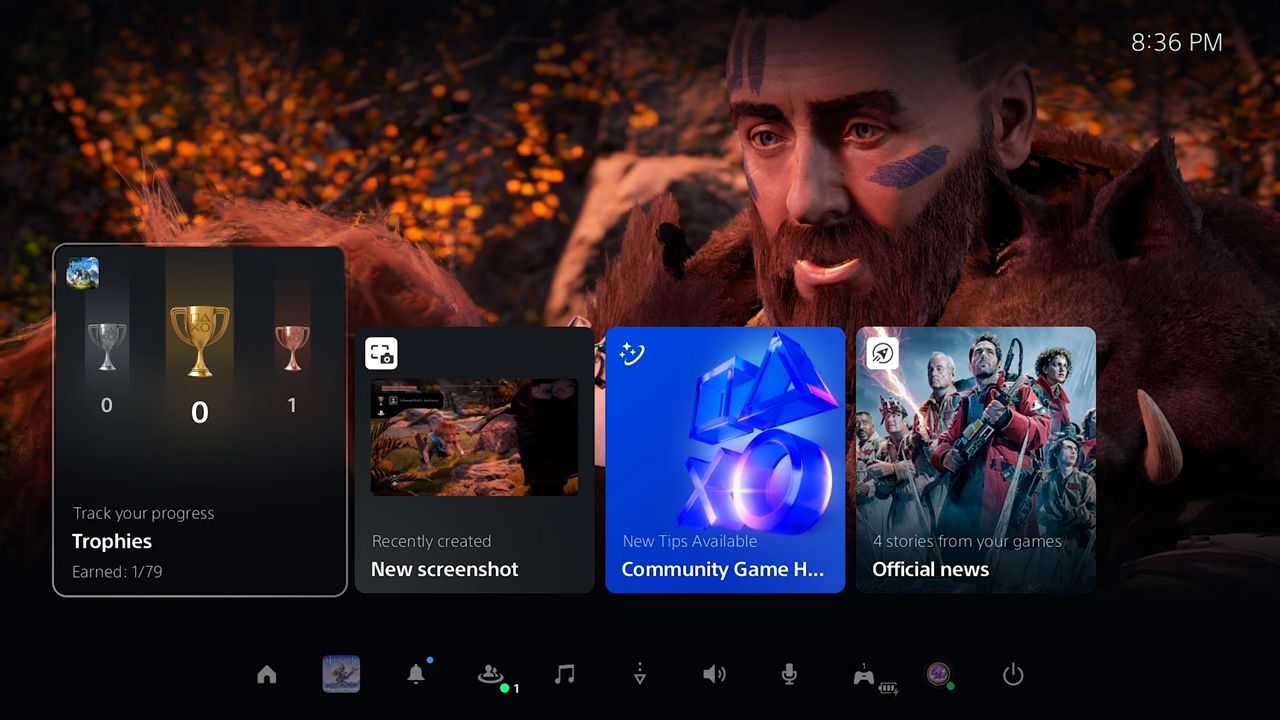 8:36 PM
0
0
1
Track your progress
Trophies
Earned: 1/79
Recently created
New screenshot
New Tips Available
Community Game H...
4 stories from your games
Official news
1
1